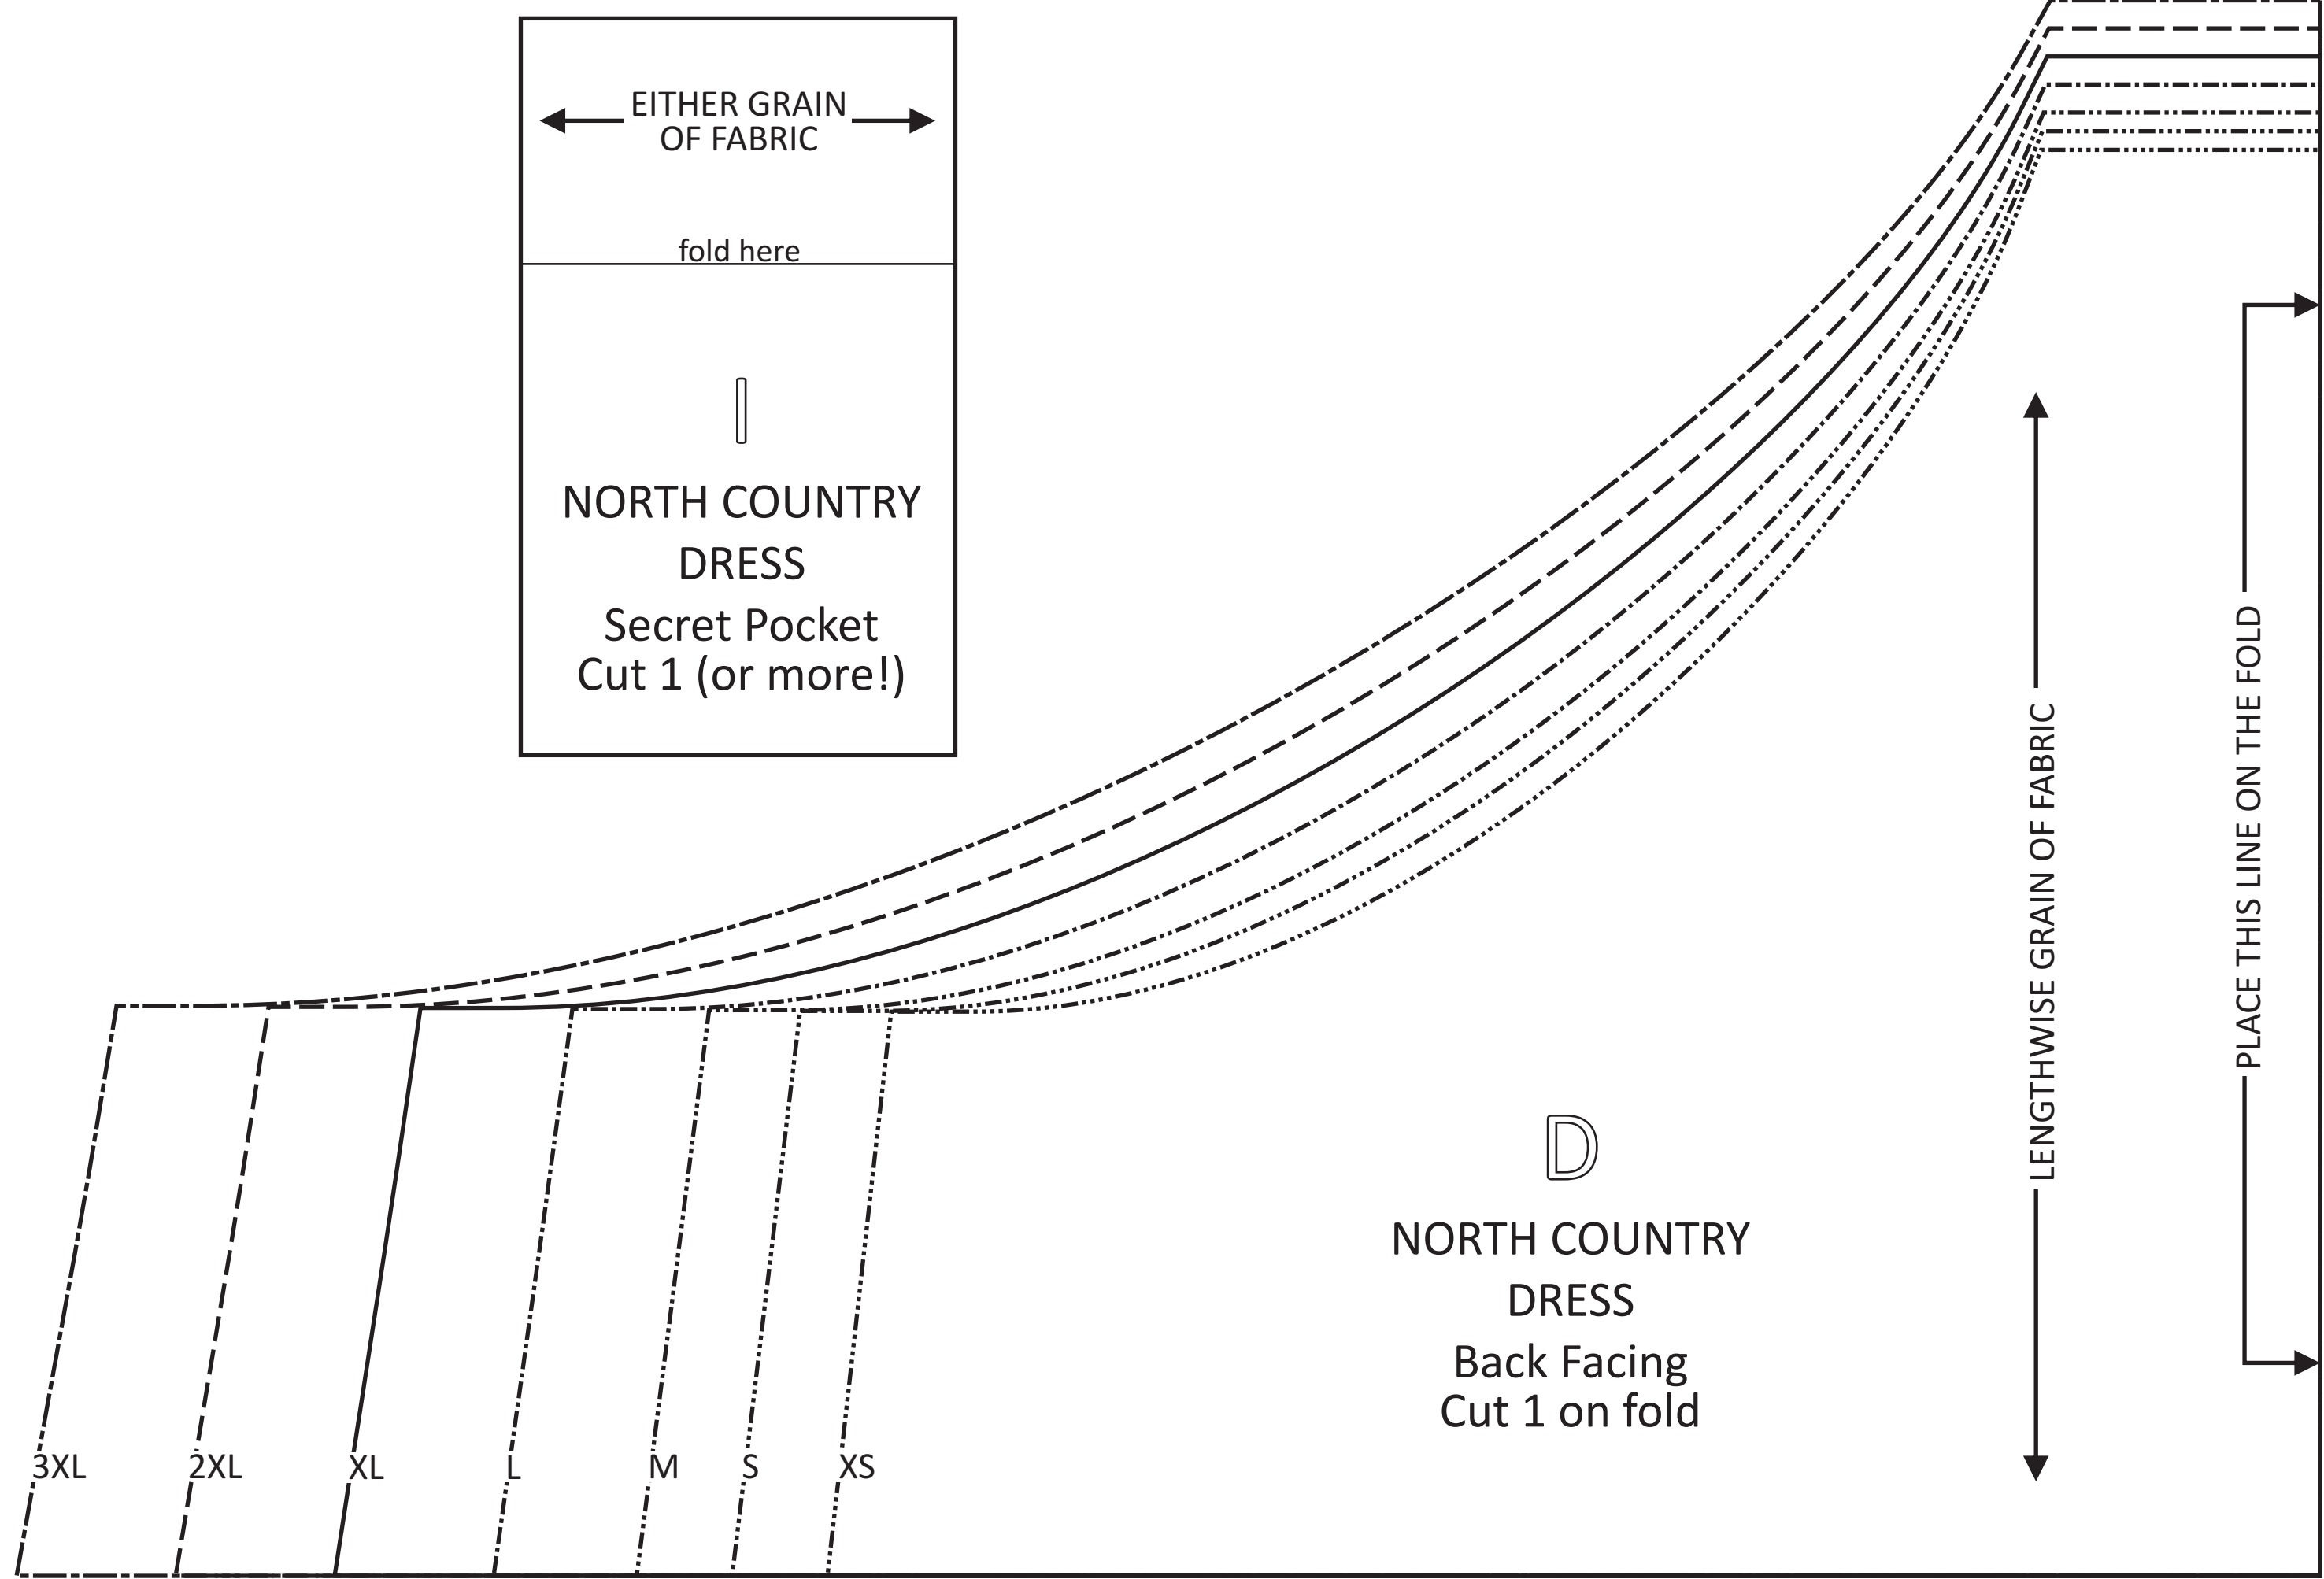 EITHER GRAIN
OF FABRIC
fold here
I
NORTH COUNTRY
DRESS
Secret Pocket
Cut 1 (or more!)
LENGTHWISE GRAIN OF FABRIC
PLACE THIS LINE ON THE FOLD
D
NORTH COUNTRY
DRESS
Back Facing
Cut 1 on fold
3XL 2XL XL L M S XS